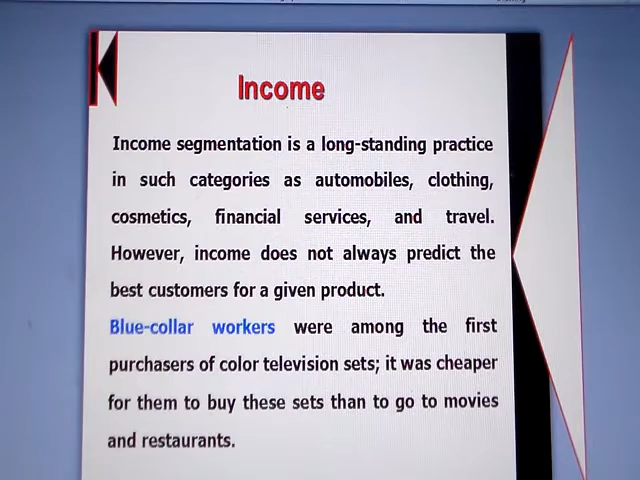 Income
Income segmentation is a long-standing practice
in such categories as automobiles, clothing,
cosmetics, financial services, and travel.
However, income does not always predict the
best customers for a given product.
Blue-collar workers were among the first
purchasers of color television sets; it was cheaper
for them to buy these sets than to go to movies
and restaurants.